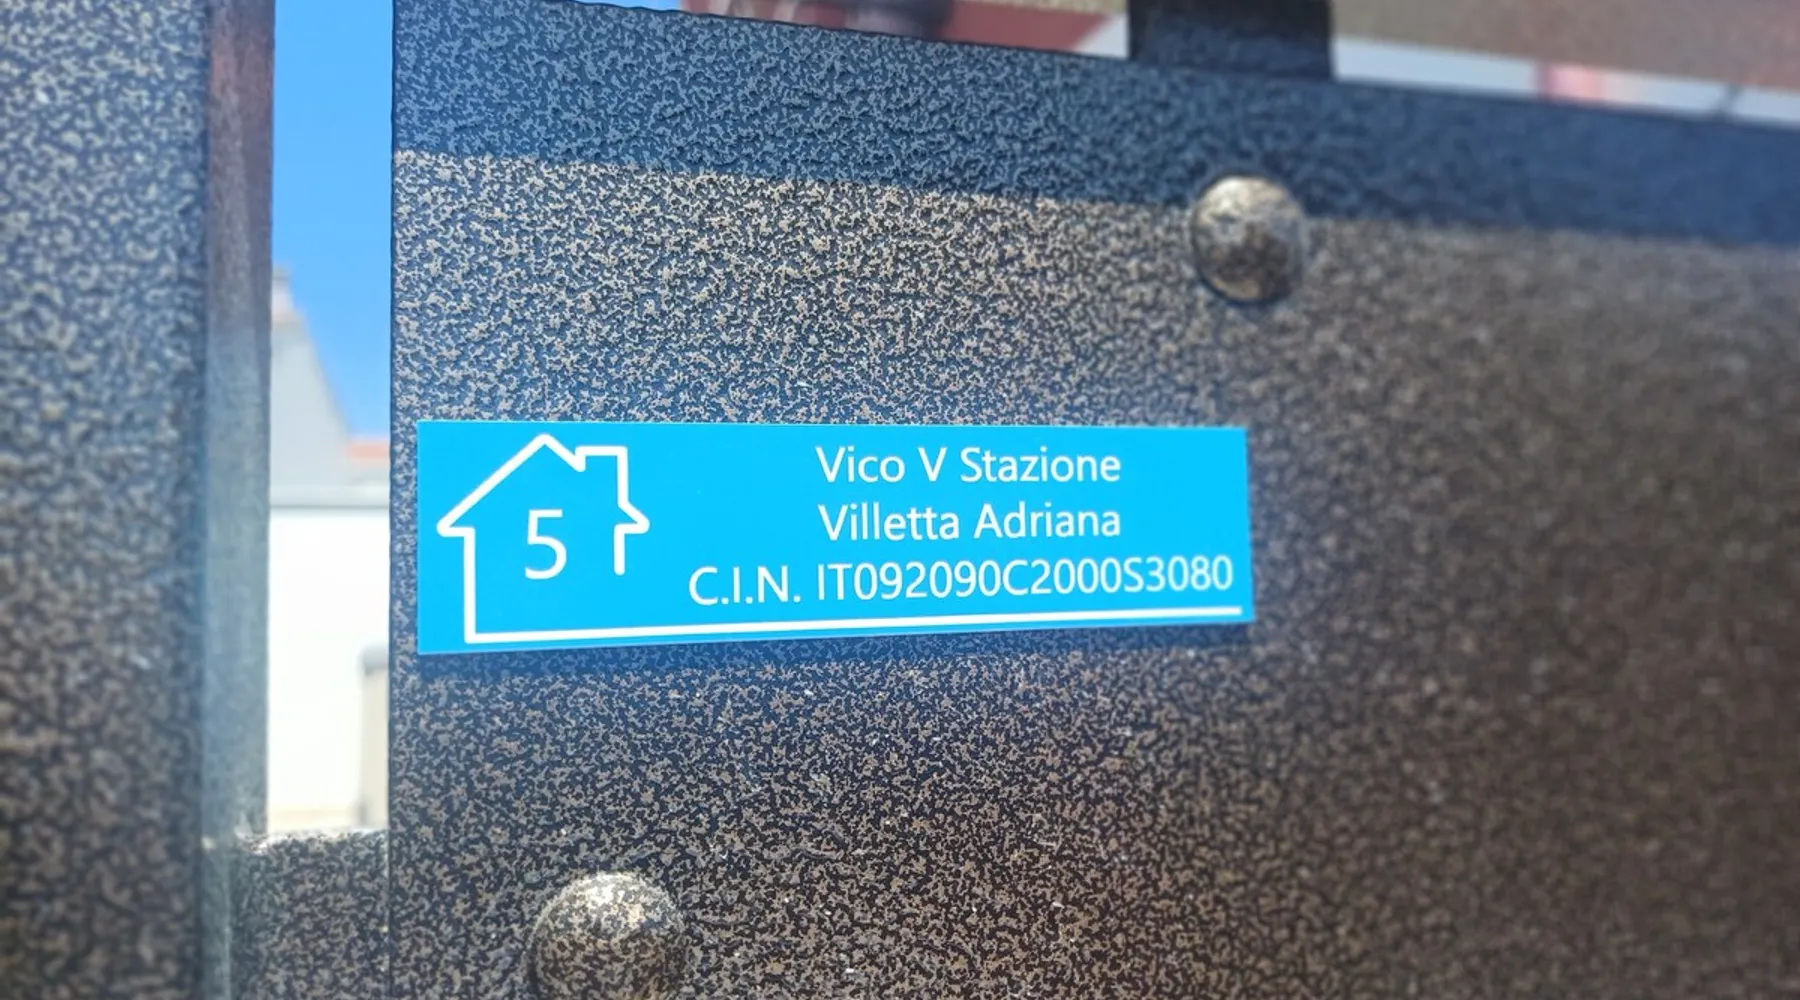 5
Vico V Stazione
Villetta Adriana
C.I.N. IT092090C2000S3080